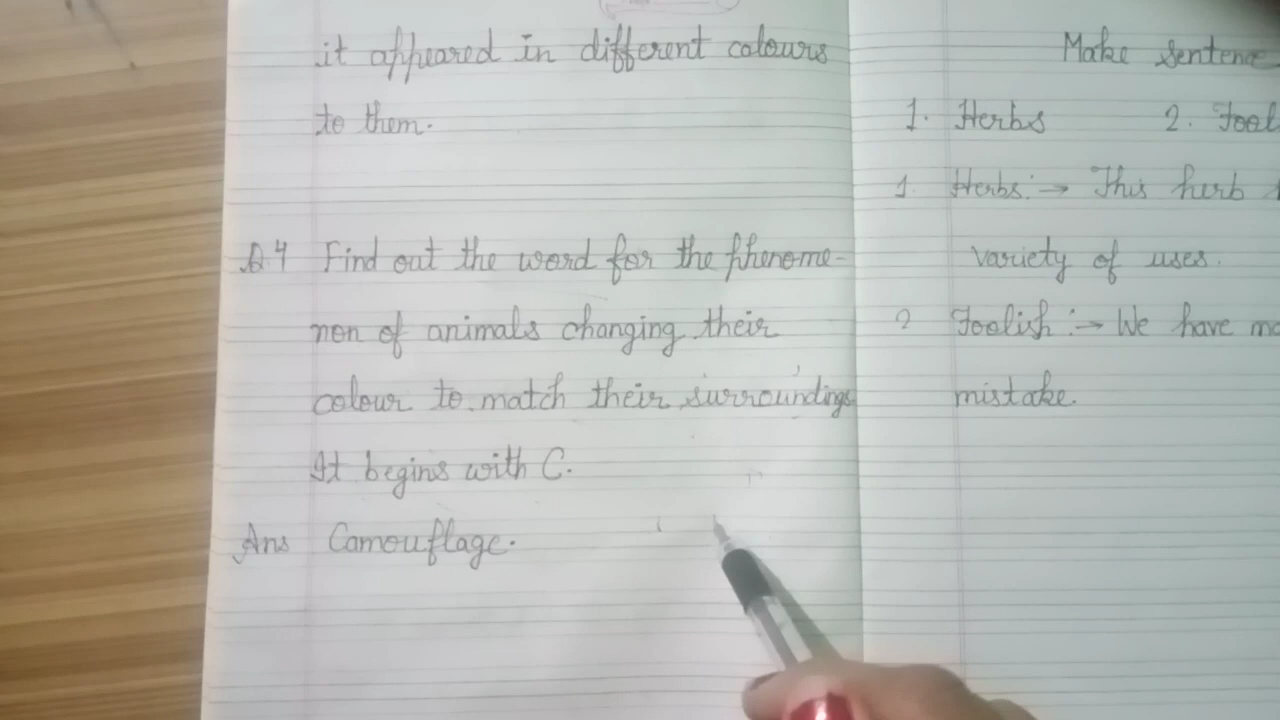 it appeared in different colours
to them.
Q.4 Find out the word for the phenome-
non of animals changing their
colour to match their surroundings
It begins with C.
Ans Camouflage.
Make Sentence
1. Herbs 2. Fool
1. Herbs :→ This herb
variety of uses.
2 Foolish :→ We have
mistake.